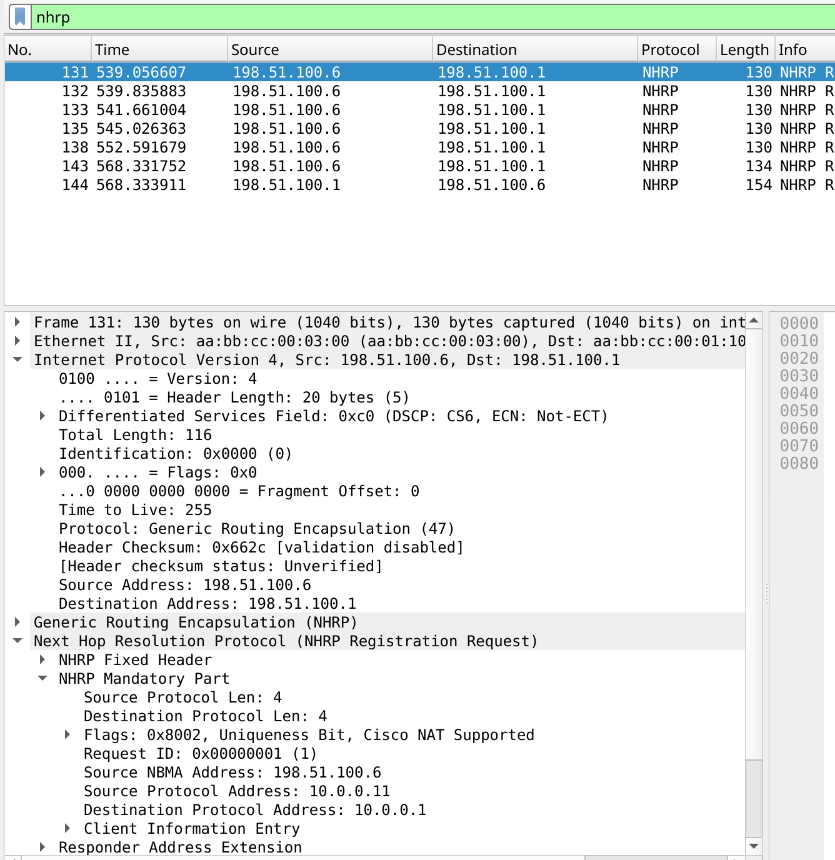 nhrp
No. Time Source Destination Protocol Length Info
131 539.056607 198.51.100.6 198.51.100.1 NHRP 130 NHRP R
132 539.835883 198.51.100.6 198.51.100.1 NHRP 130 NHRP R
133 541.661004 198.51.100.6 198.51.100.1 NHRP 130 NHRP R
135 545.026363 198.51.100.6 198.51.100.1 NHRP 130 NHRP R
138 552.591679 198.51.100.6 198.51.100.1 NHRP 130 NHRP R
143 568.331752 198.51.100.6 198.51.100.1 NHRP 134 NHRP R
144 568.333911 198.51.100.1 198.51.100.6 NHRP 154 NHRP R
Frame 131: 130 bytes on wire (1040 bits), 130 bytes captured (1040 bits) on int
Ethernet II, Src: aa:bb:cc:00:03:00 (aa:bb:cc:00:03:00), Dst: aa:bb:cc:00:01:10
Internet Protocol Version 4, Src: 198.51.100.6, Dst: 198.51.100.1
0100 .... = Version: 4
.... 0101 = Header Length: 20 bytes (5)
Differentiated Services Field: 0xc0 (DSCP: CS6, ECN: Not-ECT)
Total Length: 116
Identification: 0x0000 (0)
000. .... = Flags: 0x0
...0 0000 0000 0000 = Fragment Offset: 0
Time to Live: 255
Protocol: Generic Routing Encapsulation (47)
Header Checksum: 0x662c [validation disabled]
[Header checksum status: Unverified]
Source Address: 198.51.100.6
Destination Address: 198.51.100.1
Generic Routing Encapsulation (NHRP)
Next Hop Resolution Protocol (NHRP Registration Request)
NHRP Fixed Header
NHRP Mandatory Part
Source Protocol Len: 4
Destination Protocol Len: 4
Flags: 0x8002, Uniqueness Bit, Cisco NAT Supported
Request ID: 0x00000001 (1)
Source NBMA Address: 198.51.100.6
Source Protocol Address: 10.0.0.11
Destination Protocol Address: 10.0.0.1
Client Information Entry
Responder Address Extension
0000
0010
0020
0030
0040
0050
0060
0070
0080